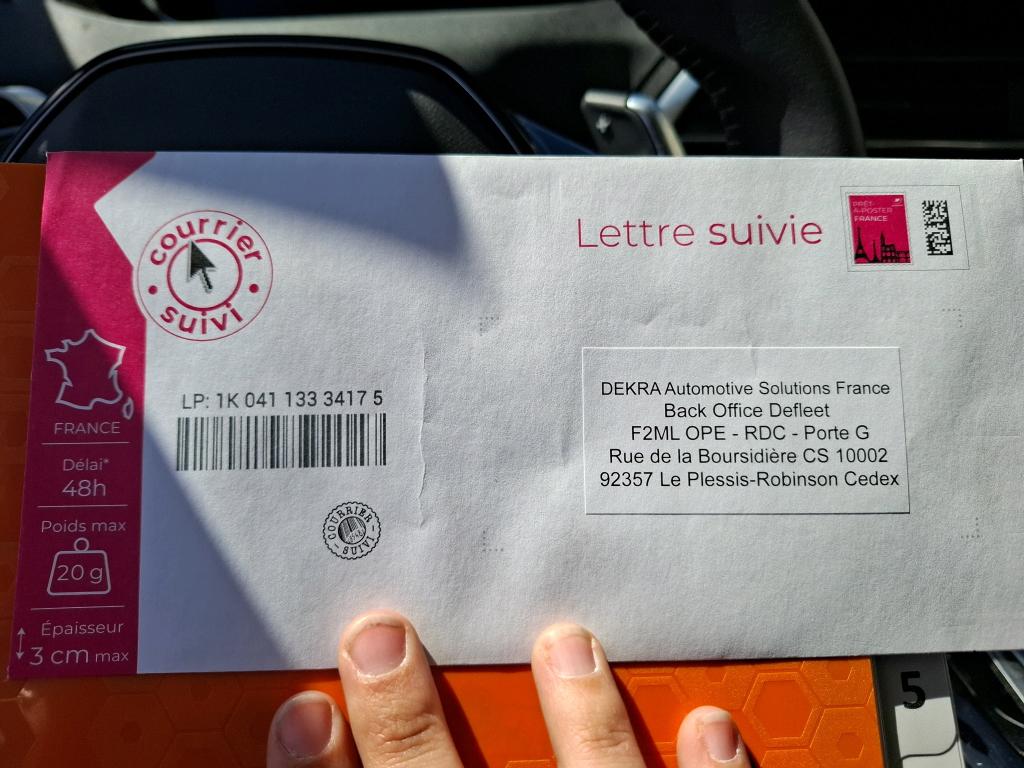 courrier
suivi
Lettre suivie
PRÊT-
À-POSTER
FRANCE
LP: 1K 041 133 3417 5
DEKRA Automotive Solutions France
Back Office Defleet
F2ML OPE - RDC - Porte G
Rue de la Boursidière CS 10002
92357 Le Plessis-Robinson Cedex
FRANCE
Délai*
48h
Poids max
20 g
Épaisseur
3 cm max
COURRIER
SUIVI
5